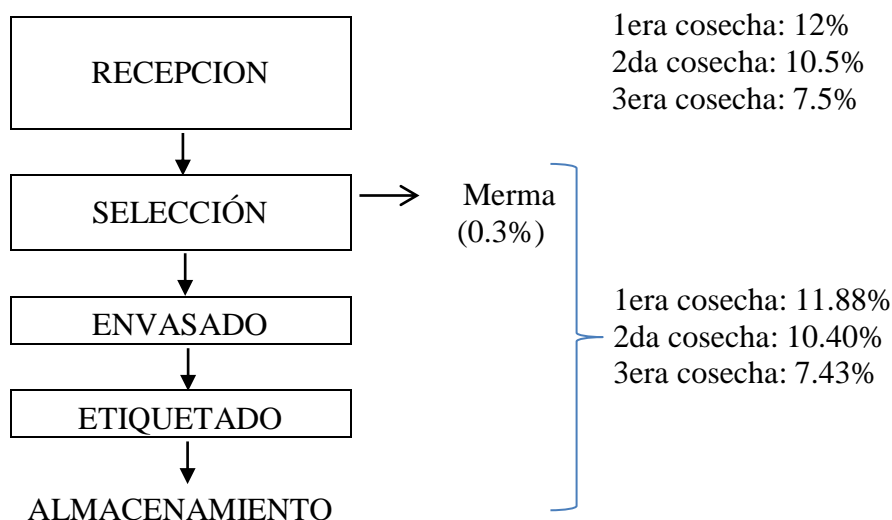 RECEPCION
1era cosecha: 12%
2da cosecha: 10.5%
3era cosecha: 7.5%
SELECCIÓN
Merma
(0.3%)
ENVASADO
1era cosecha: 11.88%
2da cosecha: 10.40%
3era cosecha: 7.43%
ETIQUETADO
ALMACENAMIENTO